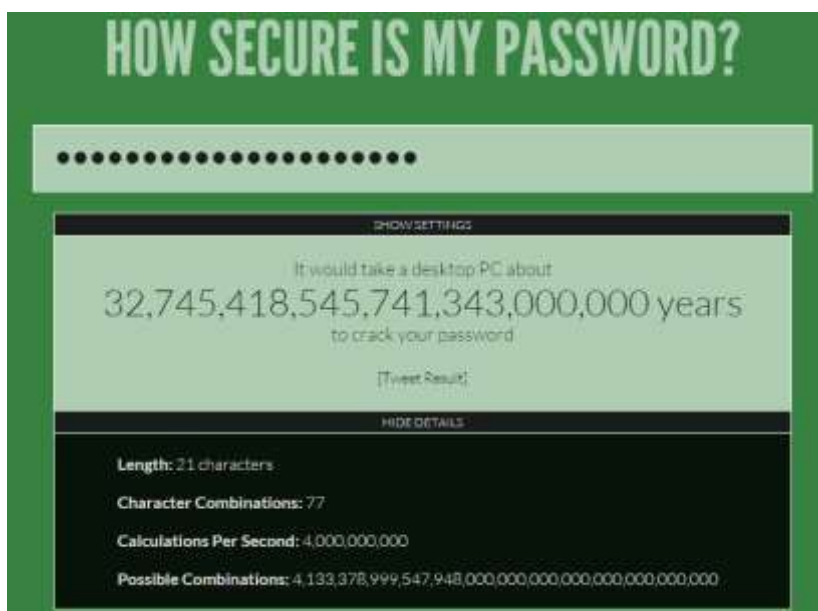 HOW SECURE IS MY PASSWORD?
SHOW SETTINGS
It would take a desktop PC about
32,745,418,545,741,343,000,000 years
to crack your password
[Tweet Result]
HIDE DETAILS
Length: 21 characters
Character Combinations: 77
Calculations Per Second: 4,000,000,000
Possible Combinations: 4,133,378,999,547,948,000,000,000,000,000,000,000,000